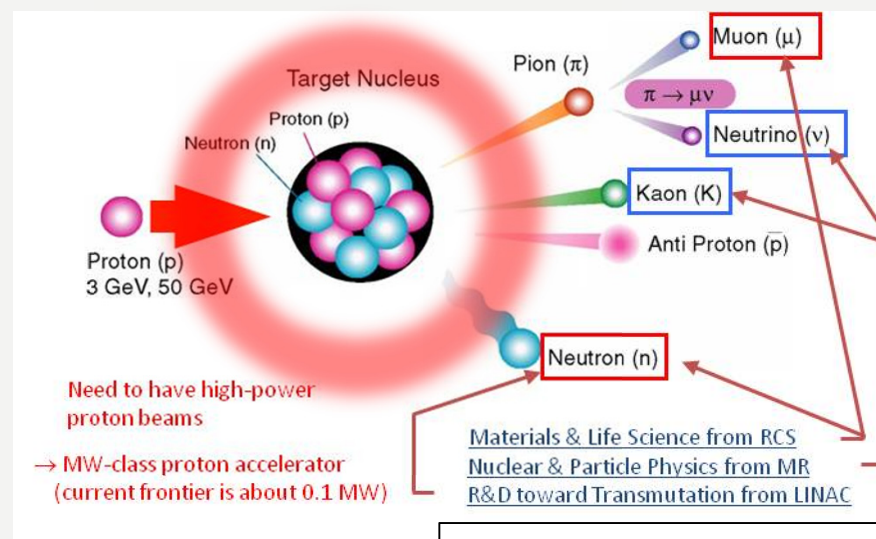 Target Nucleus
Proton (p)
Neutron (n)
Proton (p)
3 GeV, 50 GeV
Pion (π)
π → μν
Muon (μ)
Neutrino (ν)
Kaon (K)
Anti Proton (p̅)
Neutron (n)
Need to have high-power
proton beams
→ MW-class proton accelerator
(current frontier is about 0.1 MW)
Materials & Life Science from RCS
Nuclear & Particle Physics from MR
R&D toward Transmutation from LINAC